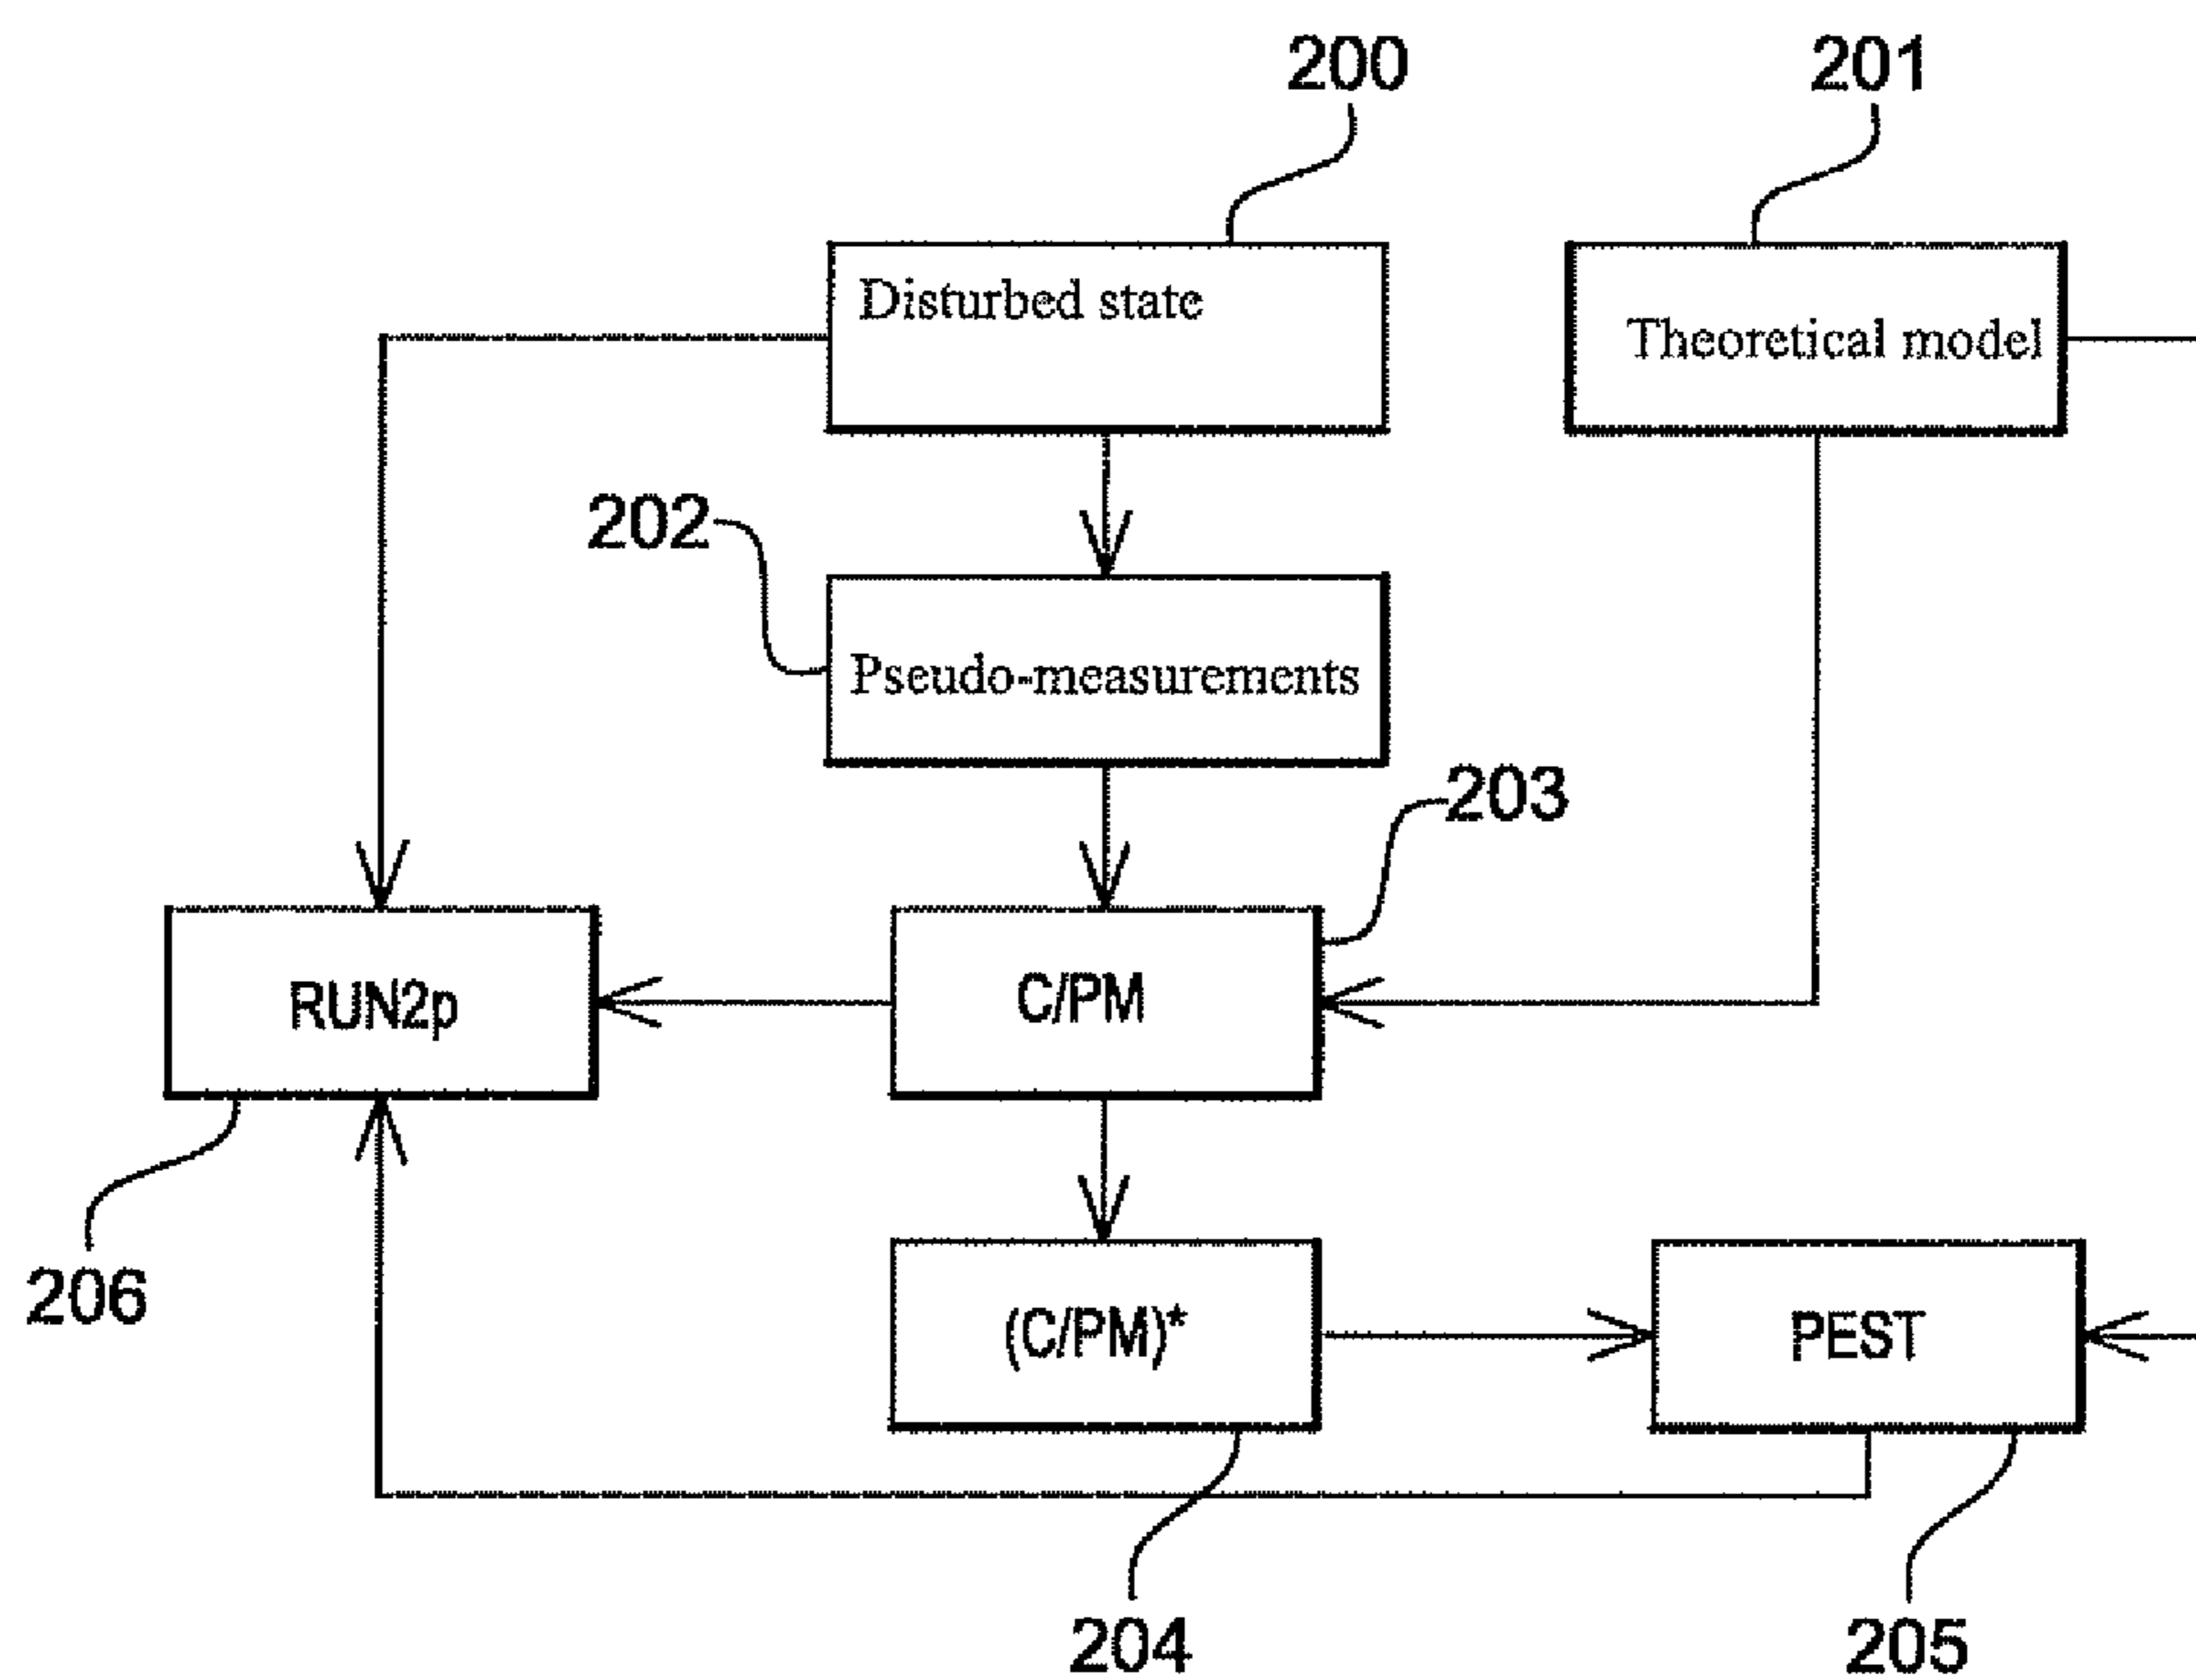 200
201
Disturbed state
Theoretical model
202
Pseudo-measurements
203
RUN2p
C/PM
206
(C/PM)*
PEST
204
205